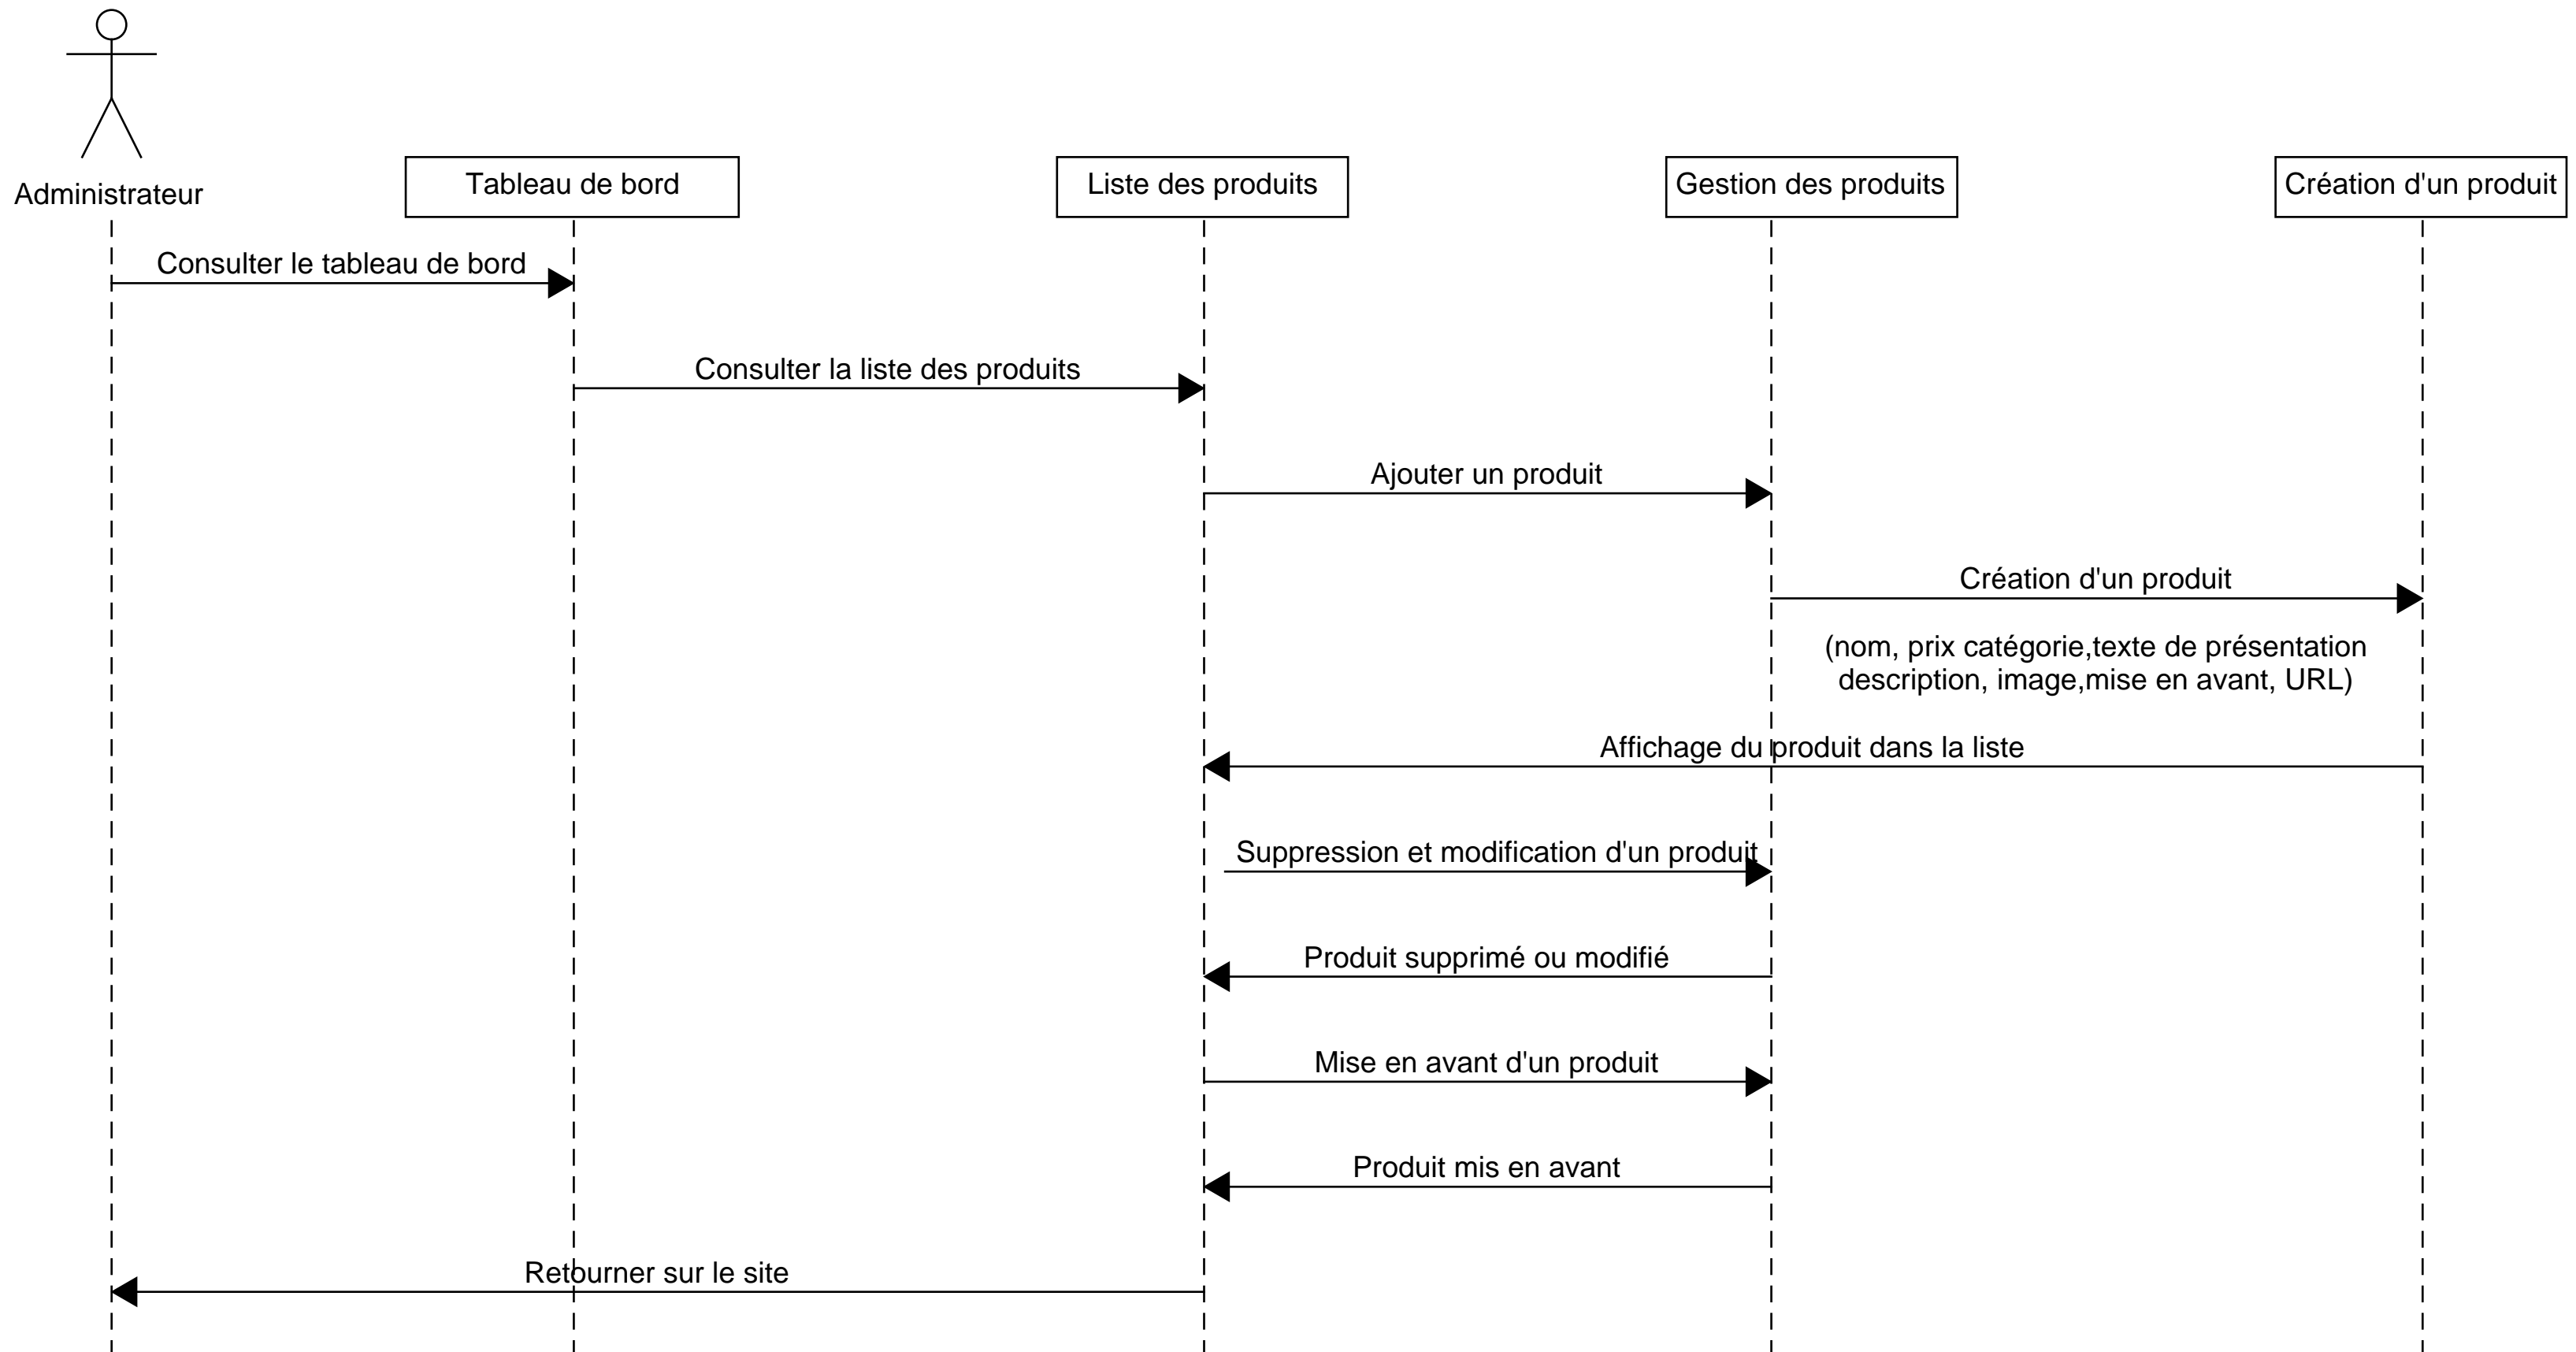 Administrateur
Tableau de bord
Liste des produits
Gestion des produits
Création d'un produit
Consulter le tableau de bord
Consulter la liste des produits
Ajouter un produit
Création d'un produit
(nom, prix catégorie,texte de présentation
description, image,mise en avant, URL)
Affichage du produit dans la liste
Suppression et modification d'un produit
Produit supprimé ou modifié
Mise en avant d'un produit
Produit mis en avant
Retourner sur le site